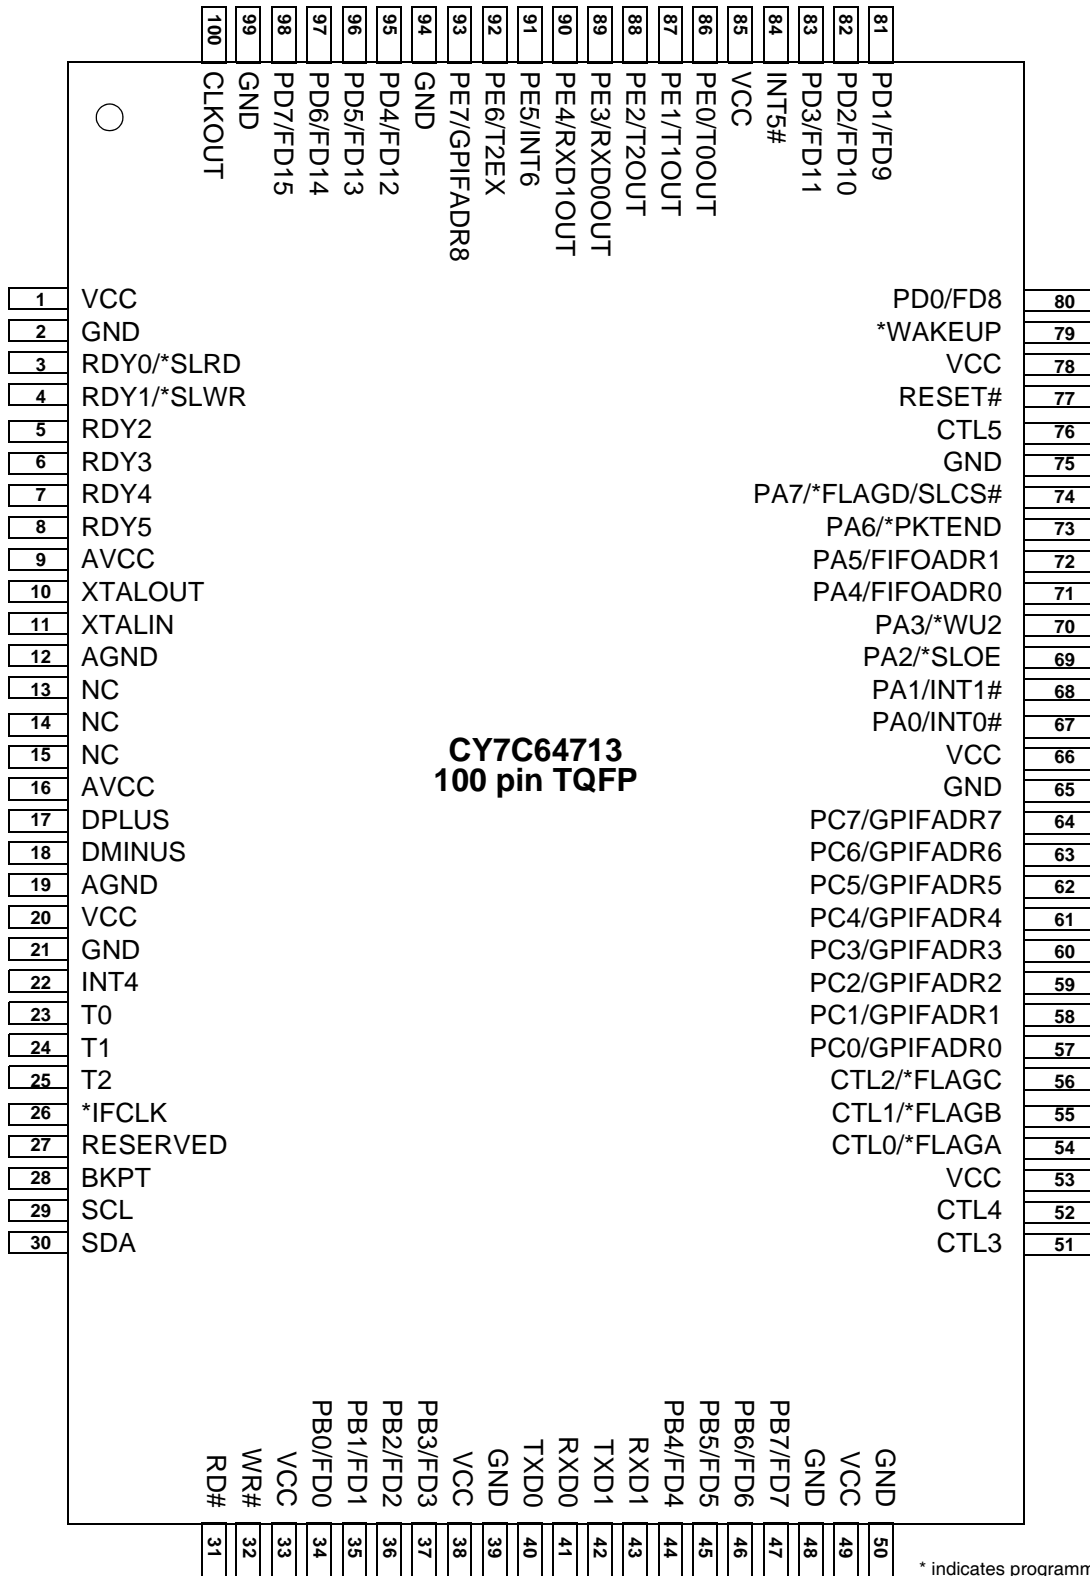 100 99 98 97 96 95 94 93 92 91 90 89 88 87 86 85 84 83 82 81
CLKOUT
GND
PD7/FD15
PD6/FD14
PD5/FD13
PD4/FD12
GND
PE7/GPIFADR8
PE6/T2EX
PE5/INT6
PE4/RXD1OUT
PE3/RXD0OUT
PE2/T2OUT
PE1/T1OUT
PE0/T0OUT
VCC
INT5#
PD3/FD11
PD2/FD10
PD1/FD9
1 VCC
2 GND
3 RDY0/*SLRD
4 RDY1/*SLWR
5 RDY2
6 RDY3
7 RDY4
8 RDY5
9 AVCC
10 XTALOUT
11 XTALIN
12 AGND
13 NC
14 NC
15 NC
16 AVCC
17 DPLUS
18 DMINUS
19 AGND
20 VCC
21 GND
22 INT4
23 T0
24 T1
25 T2
26 *IFCLK
27 RESERVED
28 BKPT
29 SCL
30 SDA
CY7C64713
100 pin TQFP
PD0/FD8 80
*WAKEUP 79
VCC 78
RESET# 77
CTL5 76
GND 75
PA7/*FLAGD/SLCS# 74
PA6/*PKTEND 73
PA5/FIFOADR1 72
PA4/FIFOADR0 71
PA3/*WU2 70
PA2/*SLOE 69
PA1/INT1# 68
PA0/INT0# 67
VCC 66
GND 65
PC7/GPIFADR7 64
PC6/GPIFADR6 63
PC5/GPIFADR5 62
PC4/GPIFADR4 61
PC3/GPIFADR3 60
PC2/GPIFADR2 59
PC1/GPIFADR1 58
PC0/GPIFADR0 57
CTL2/*FLAGC 56
CTL1/*FLAGB 55
CTL0/*FLAGA 54
VCC 53
CTL4 52
CTL3 51
RD#
WR#
VCC
PB0/FD0
PB1/FD1
PB2/FD2
PB3/FD3
VCC
GND
TXD0
RXD0
TXD1
RXD1
PB4/FD4
PB5/FD5
PB6/FD6
PB7/FD7
GND
VCC
GND
31 32 33 34 35 36 37 38 39 40 41 42 43 44 45 46 47 48 49 50
* indicates programm